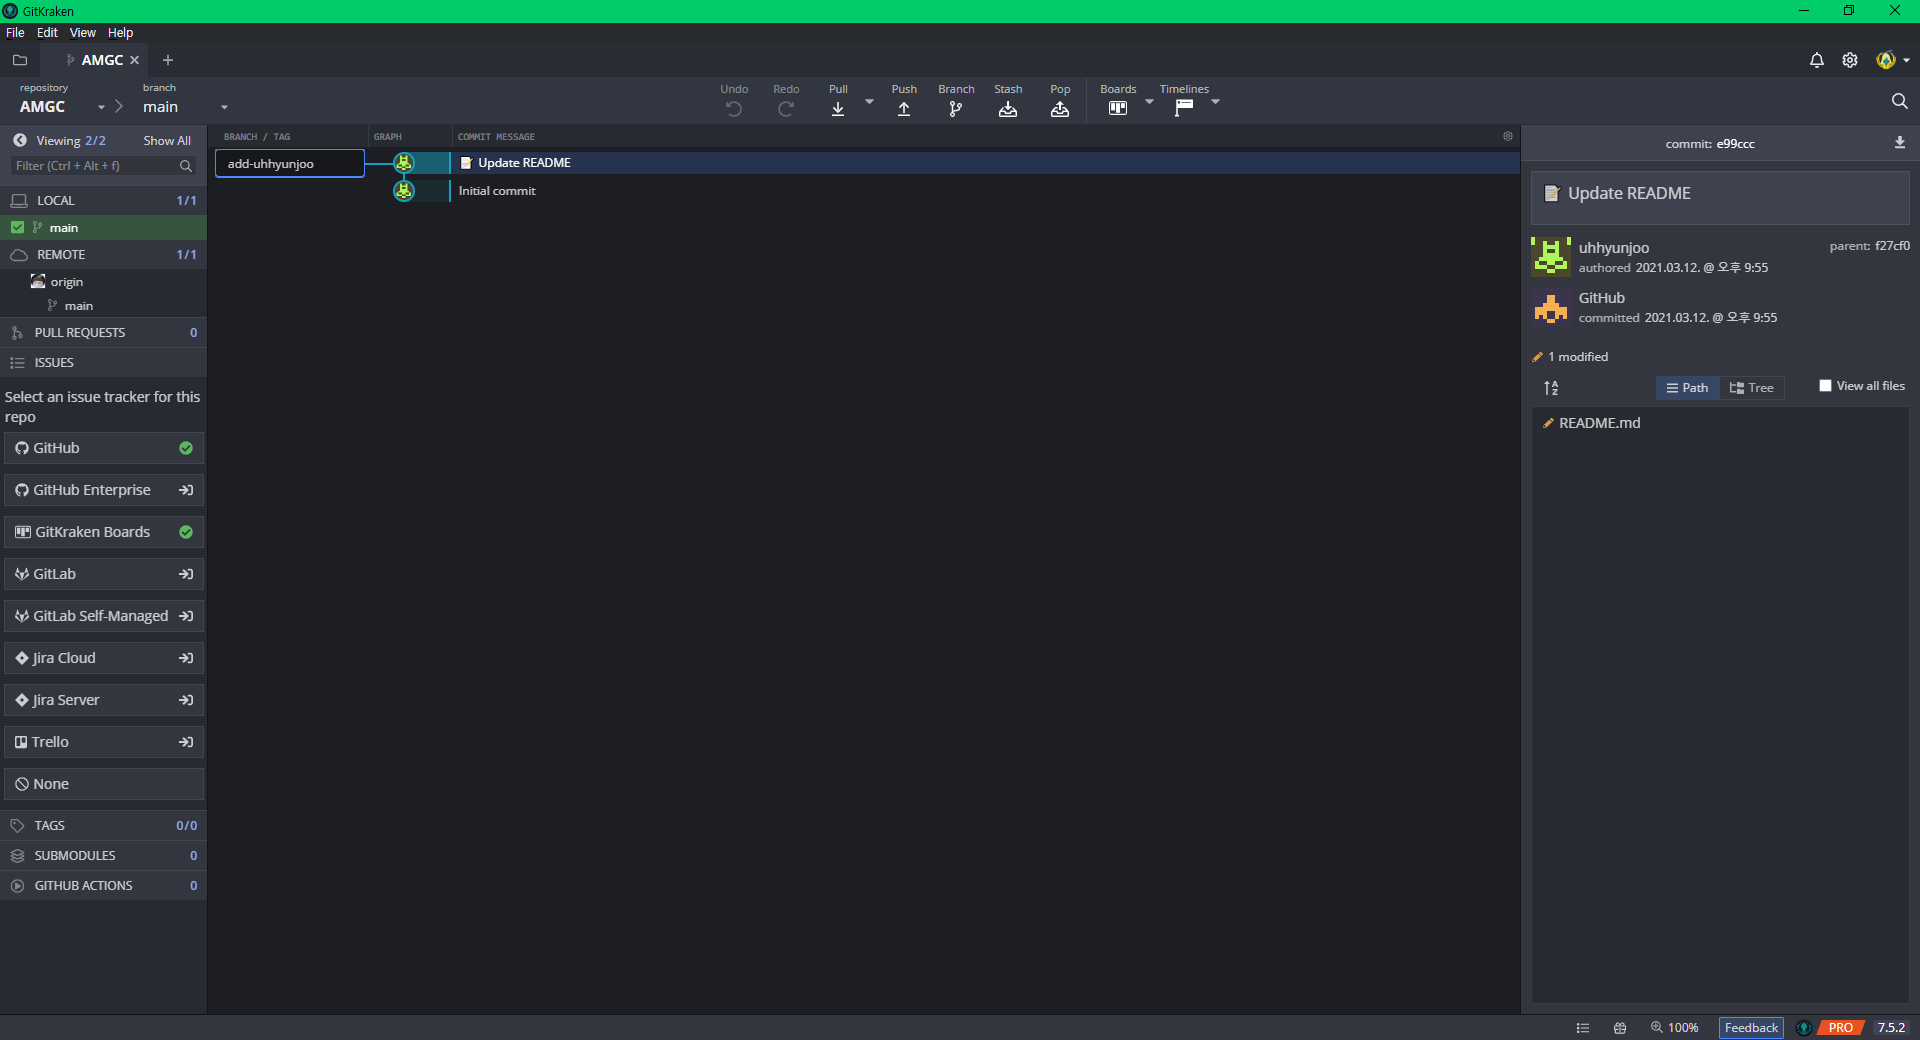 GitKraken
File Edit View Help
AMGC
repository
AMGC
branch
main
Undo
Redo
Pull
Push
Branch
Stash
Pop
Boards
Timelines
Viewing 2/2
Show All
Filter (Ctrl + Alt + f)
LOCAL 1/1
main
REMOTE 1/1
origin
main
PULL REQUESTS 0
ISSUES
Select an issue tracker for this
repo
GitHub
GitHub Enterprise
GitKraken Boards
GitLab
GitLab Self-Managed
Jira Cloud
Jira Server
Trello
None
TAGS 0/0
SUBMODULES 0
GITHUB ACTIONS 0
BRANCH / TAG
GRAPH
COMMIT MESSAGE
add-uhhyunjoo
📝 Update README
Initial commit
commit: e99ccc
📝 Update README
uhhyunjoo
parent: f27cf0
authored 2021.03.12. @ 오후 9:55
GitHub
committed 2021.03.12. @ 오후 9:55
1 modified
Path
Tree
View all files
README.md
100%
Feedback
PRO
7.5.2